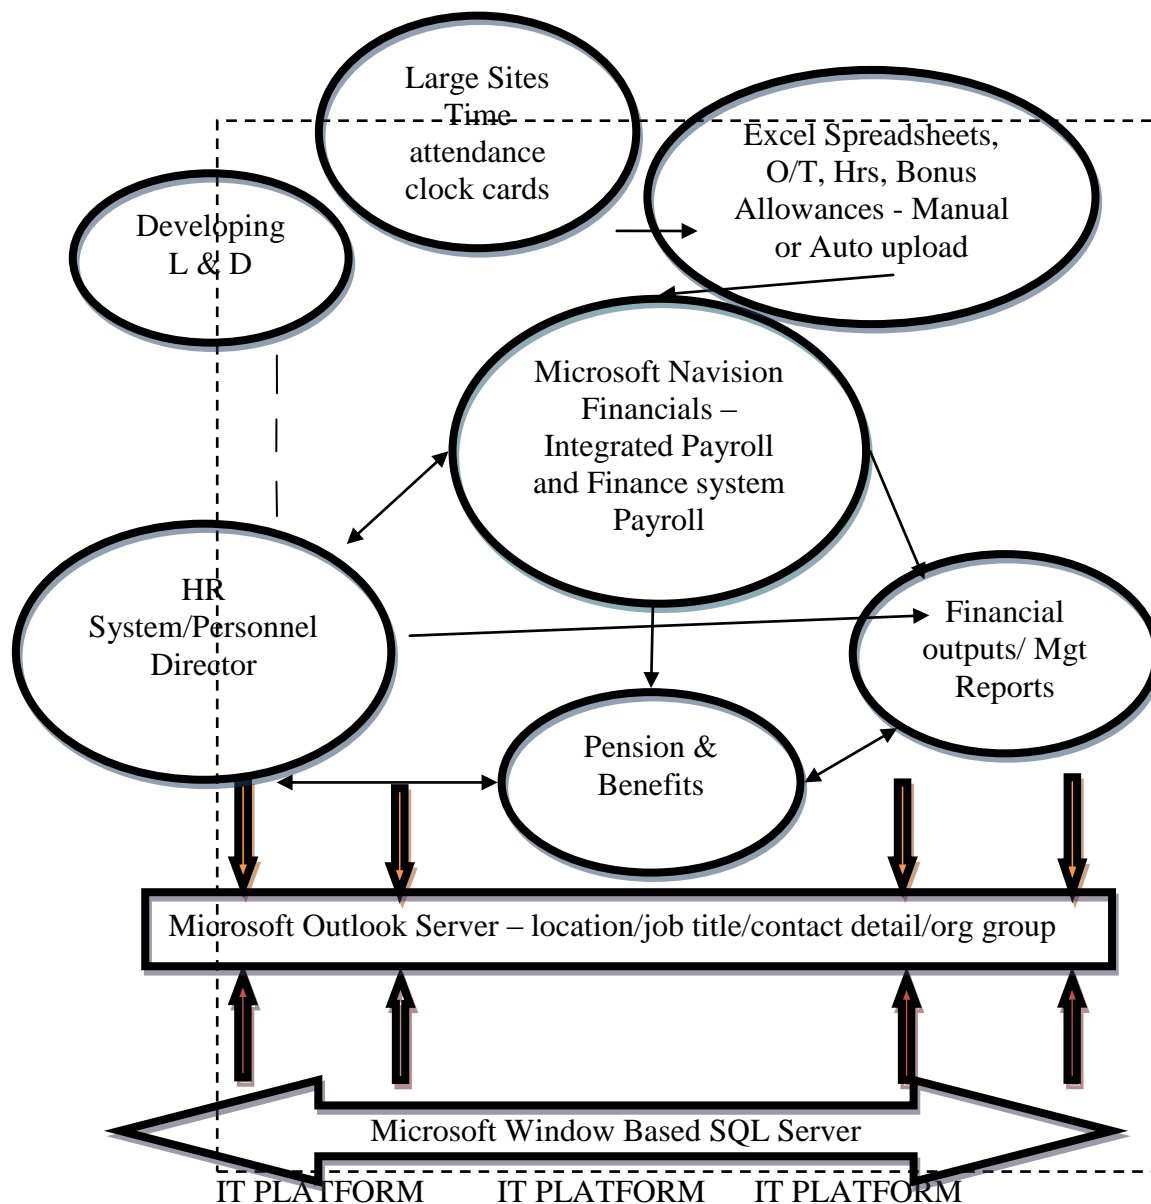 Large Sites
Time
attendance
clock cards
Excel Spreadsheets,
O/T, Hrs, Bonus
Allowances - Manual
or Auto upload
Developing
L & D
Microsoft Navision
Financials –
Integrated Payroll
and Finance system
Payroll
HR
System/Personnel
Director
Financial
outputs/ Mgt
Reports
Pension &
Benefits
Microsoft Outlook Server – location/job title/contact detail/org group
Microsoft Window Based SQL Server
IT PLATFORM IT PLATFORM IT PLATFORM